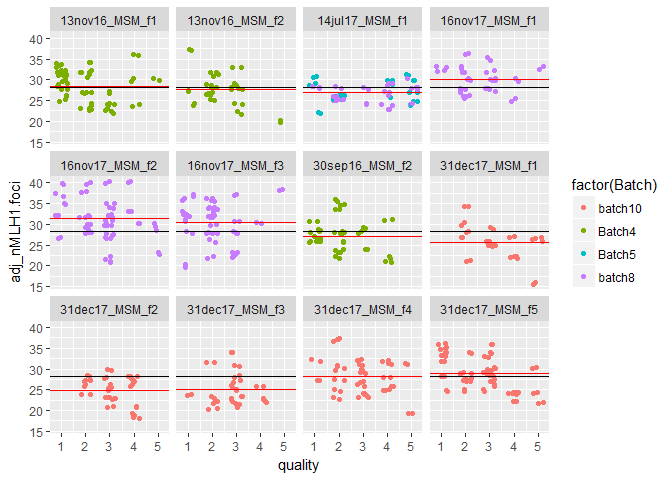 13nov16_MSM_f1 13nov16_MSM_f2 14jul17_MSM_f1 16nov17_MSM_f1
40
35
30
25
20
15
16nov17_MSM_f2 16nov17_MSM_f3 30sep16_MSM_f2 31dec17_MSM_f1
40
35
30
25
20
15
31dec17_MSM_f2 31dec17_MSM_f3 31dec17_MSM_f4 31dec17_MSM_f5
40
35
30
25
20
15
1 2 3 4 5 1 2 3 4 5 1 2 3 4 5 1 2 3 4 5
quality
adj_nMLH1.foci
factor(Batch)
batch10
Batch4
Batch5
batch8